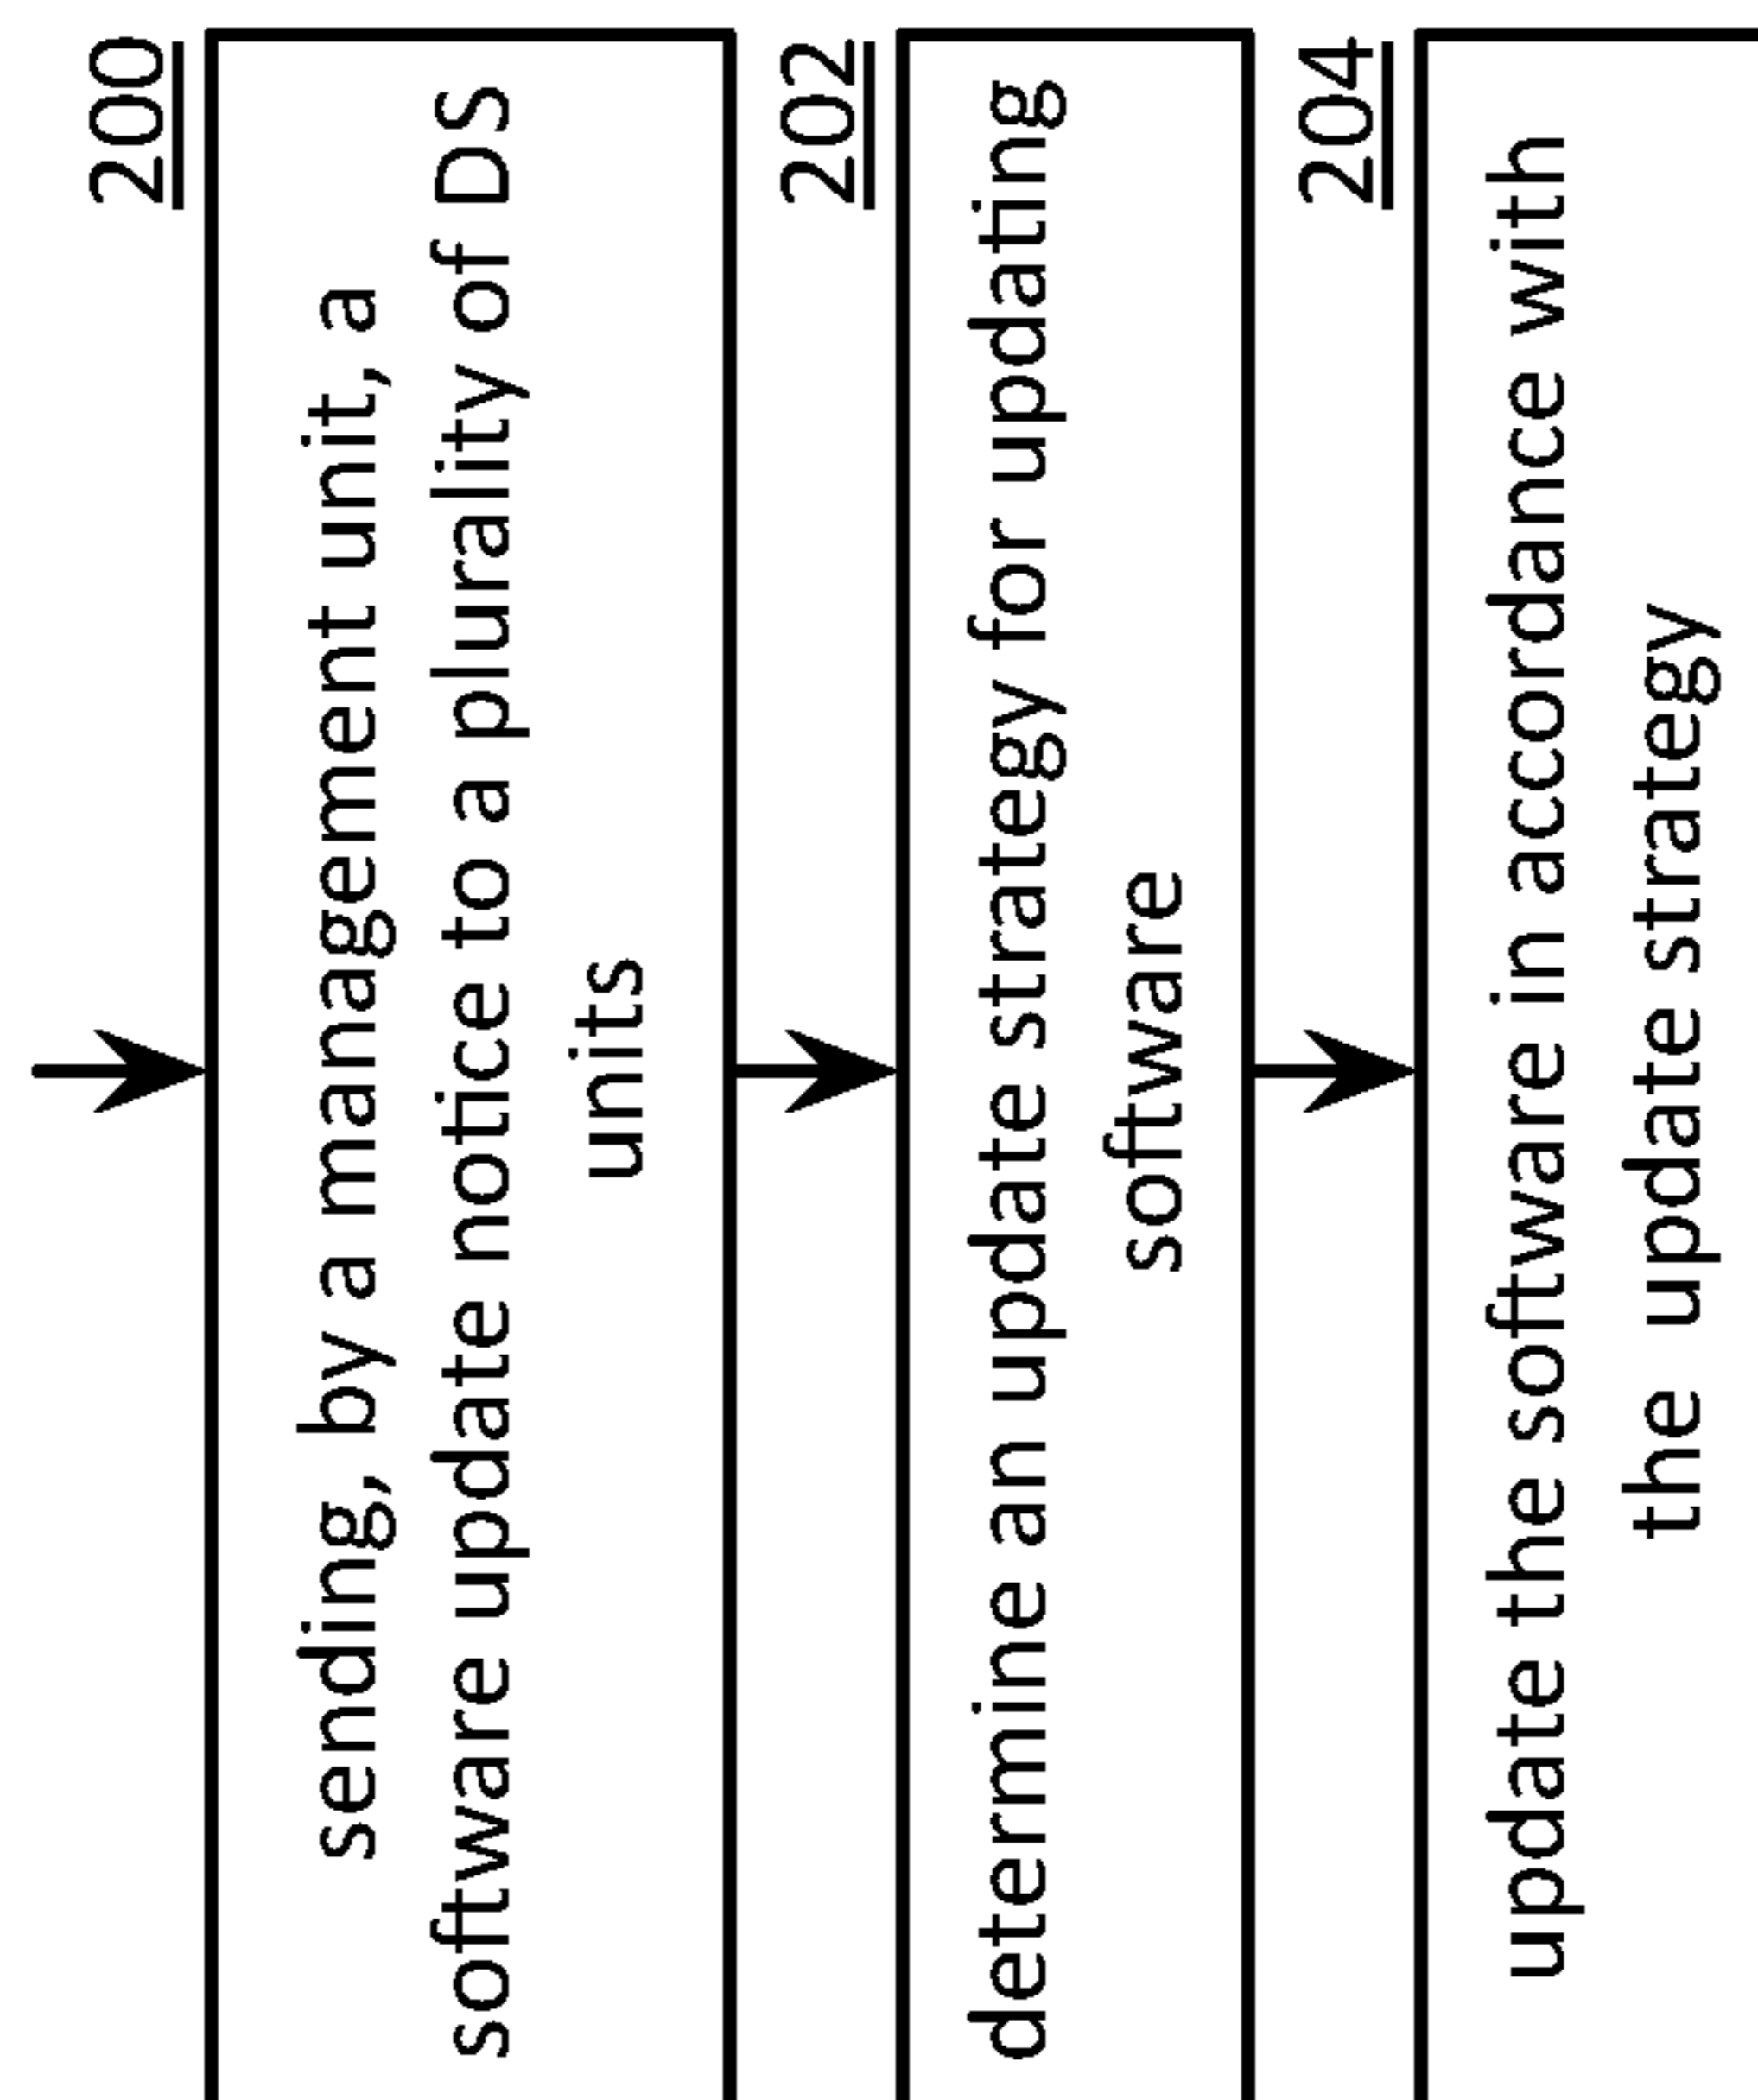 200
sending, by a management unit, a
software update notice to a plurality of DS
units
202
determine an update strategy for updating
software
204
update the software in accordance with
the update strategy